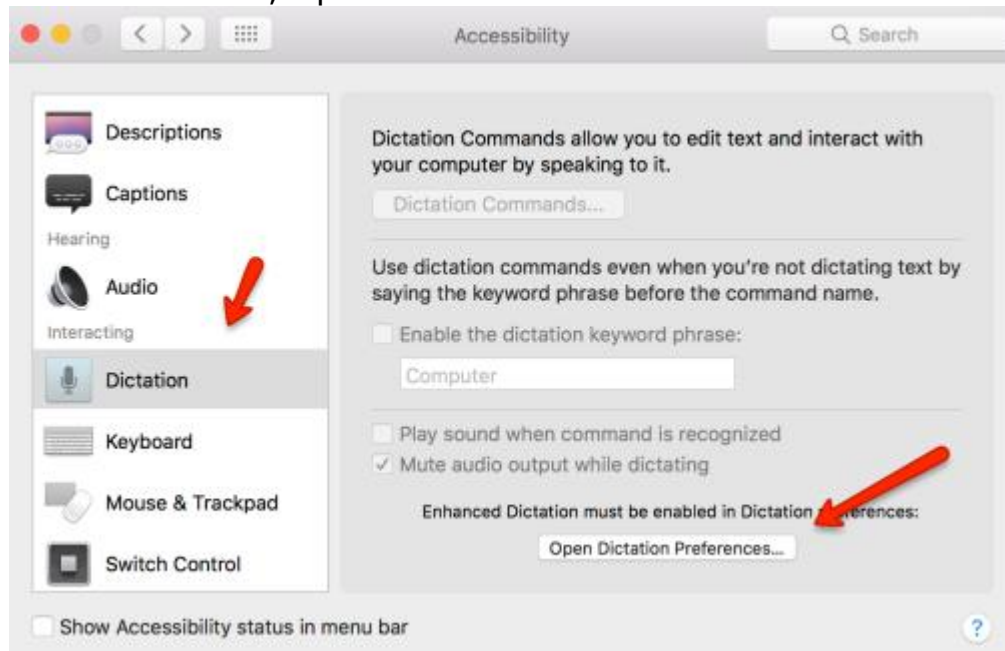 Accessibility
Search
Descriptions
Captions
Hearing
Audio
Interacting
Dictation
Keyboard
Mouse & Trackpad
Switch Control
Dictation Commands allow you to edit text and interact with
your computer by speaking to it.
Dictation Commands...
Use dictation commands even when you're not dictating text by
saying the keyword phrase before the command name.
Enable the dictation keyword phrase:
Computer
Play sound when command is recognized
Mute audio output while dictating
Enhanced Dictation must be enabled in Dictation
Open Dictation Preferences...
Show Accessibility status in menu bar
?